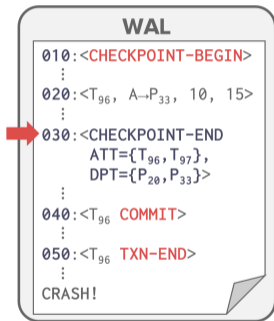 WAL
010:<CHECKPOINT-BEGIN>
⋮
020:<T₉₆, A→P₃₃, 10, 15>
⋮
030:<CHECKPOINT-END
ATT={T₉₆,T₉₇},
DPT={P₂₀,P₃₃}>
⋮
040:<T₉₆ COMMIT>
⋮
050:<T₉₆ TXN-END>
⋮
CRASH!